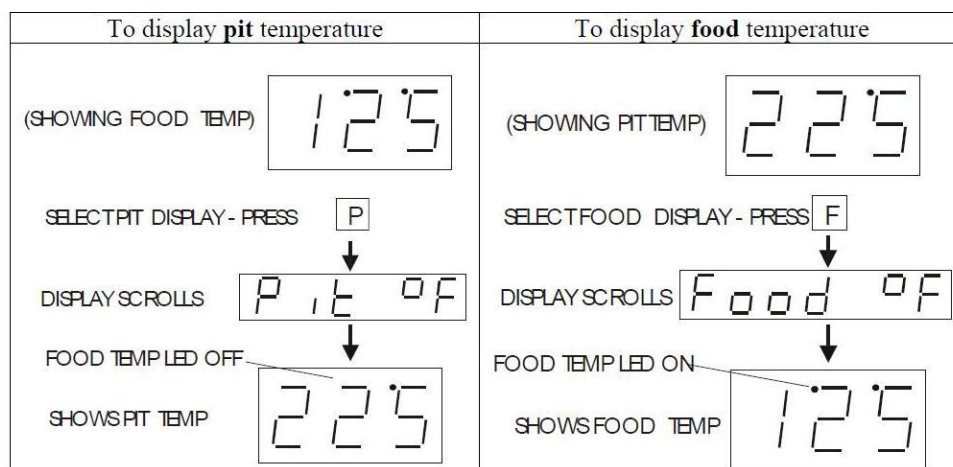 To display pit temperature
(SHOWING FOOD TEMP)
125
SELECT PIT DISPLAY - PRESS P
DISPLAY SCROLLS
Pit °F
FOOD TEMP LED OFF
SHOWS PIT TEMP
225
To display food temperature
(SHOWING PIT TEMP)
225
SELECT FOOD DISPLAY - PRESS F
DISPLAY SCROLLS
Food °F
FOOD TEMP LED ON
SHOWS FOOD TEMP
125